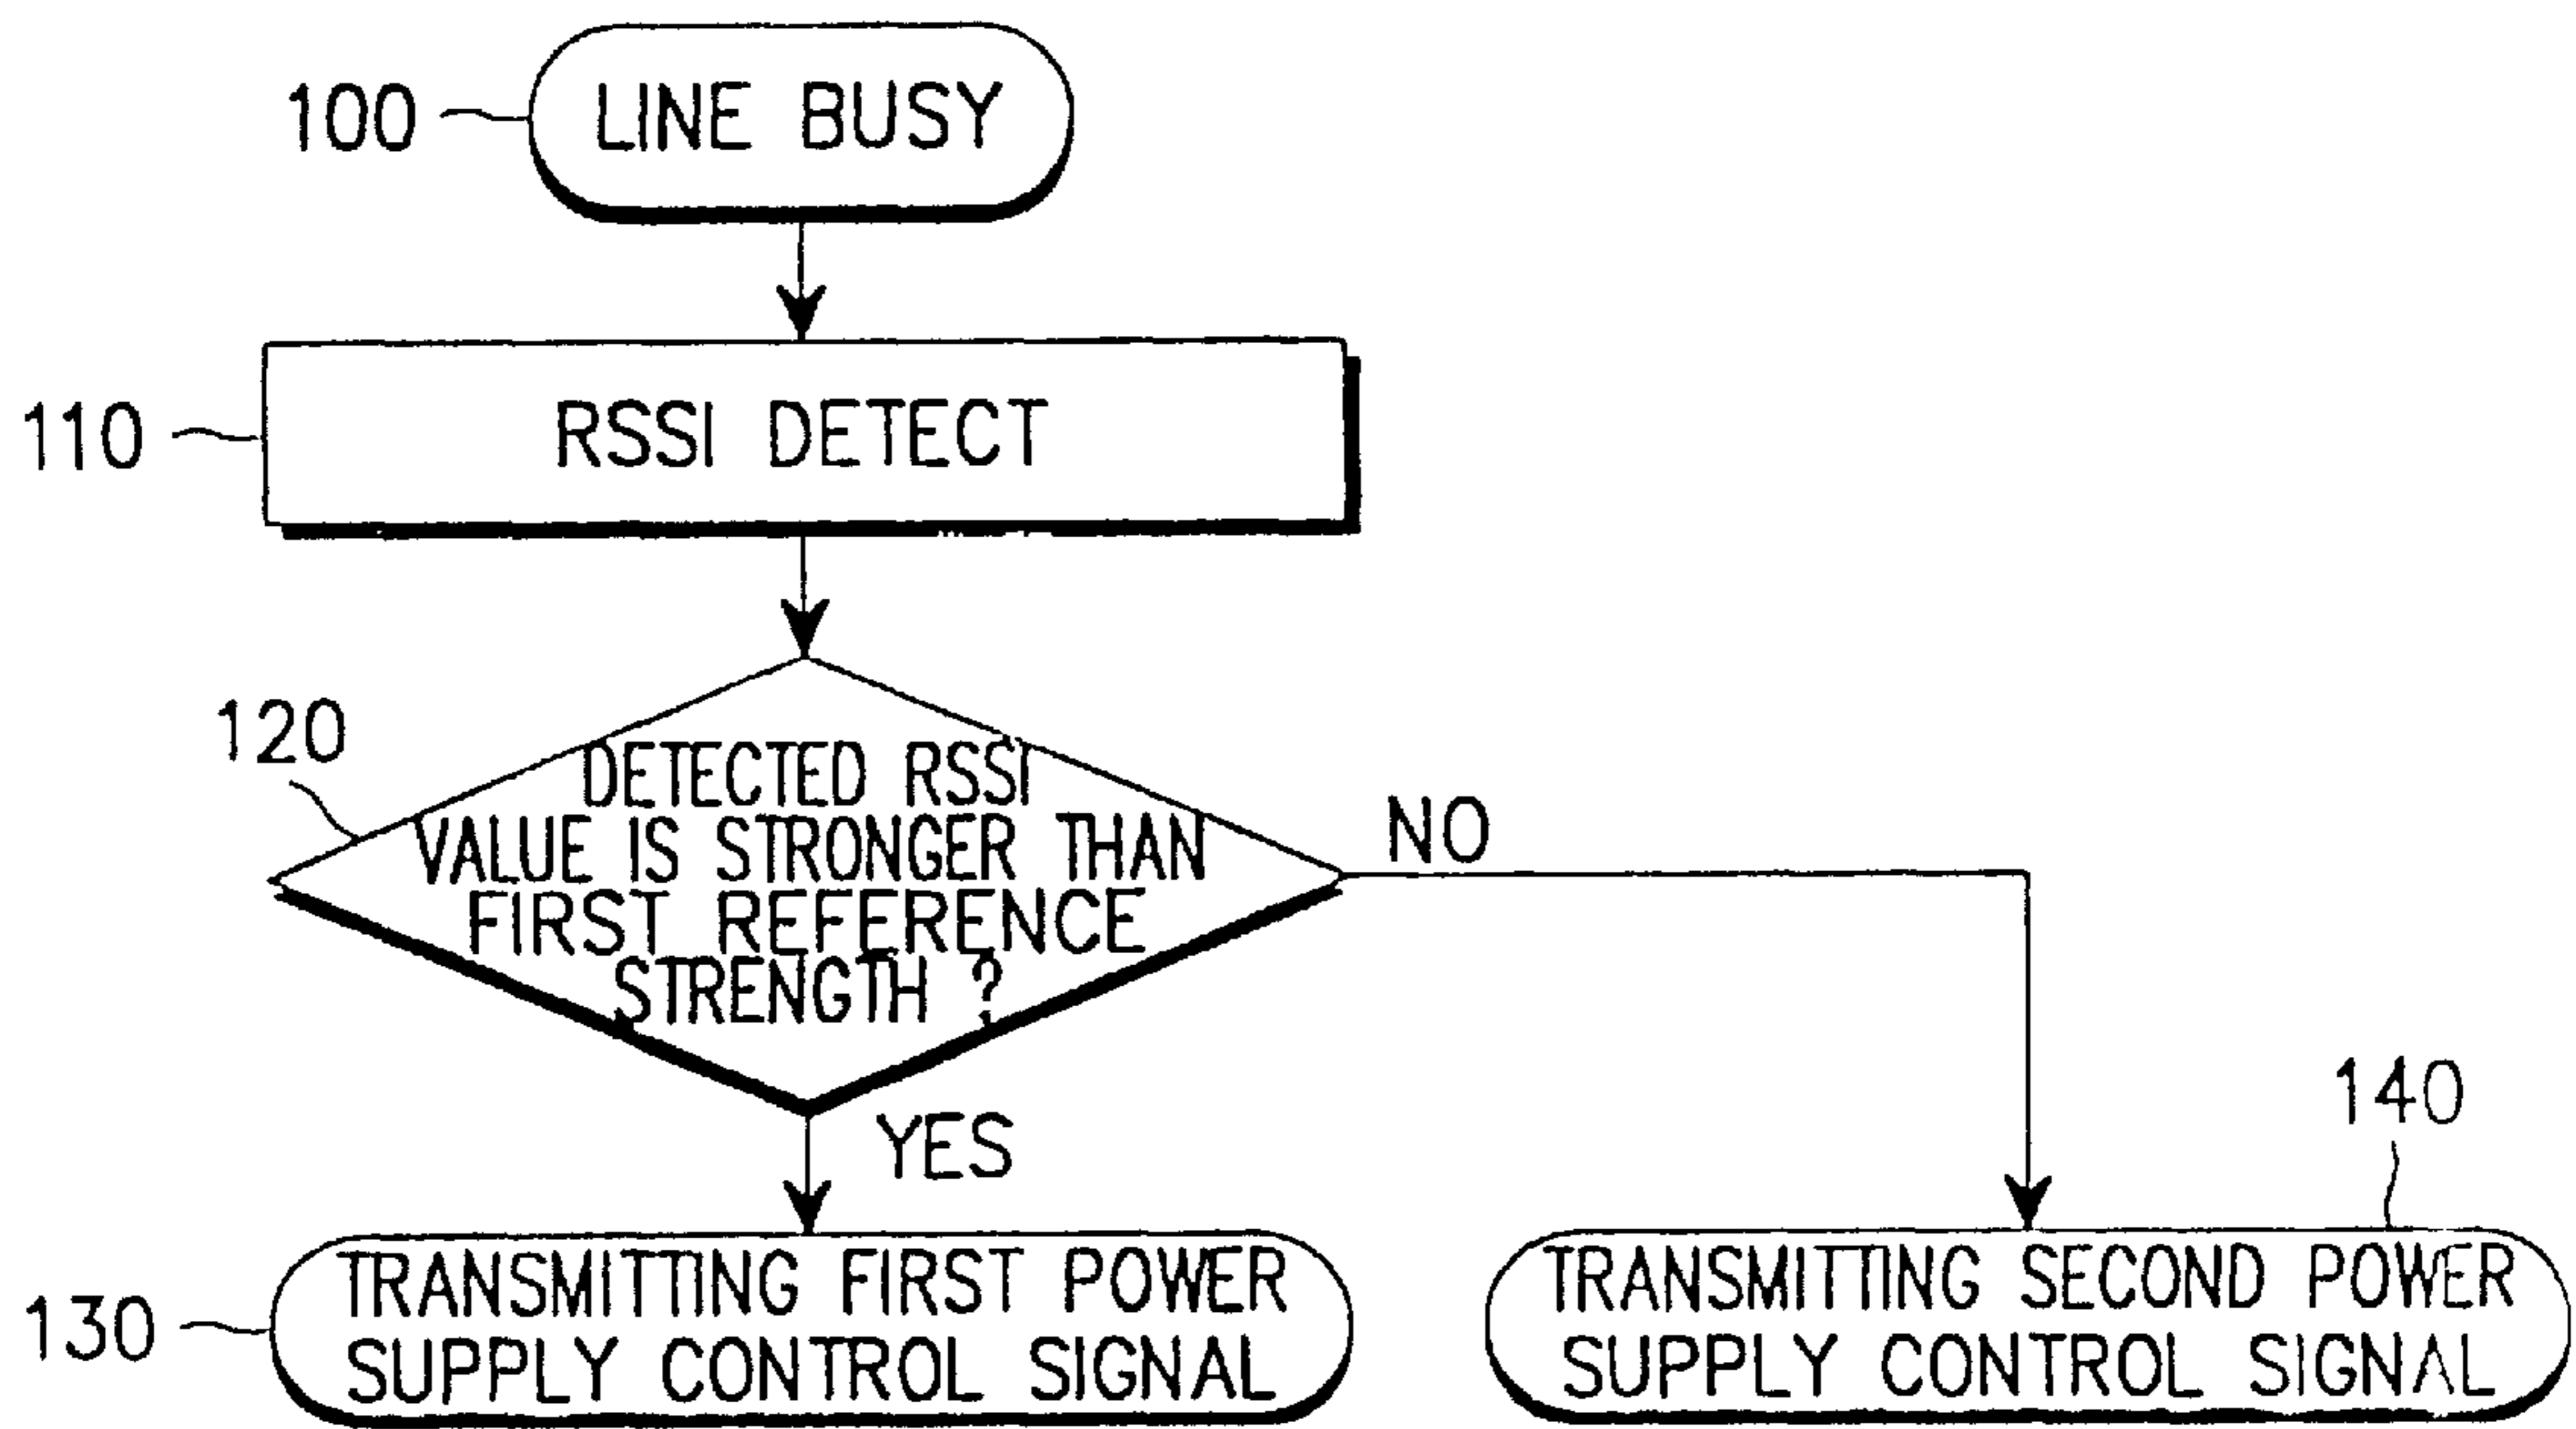 100
LINE BUSY
110
RSSI DETECT
120
DETECTED RSSI
VALUE IS STRONGER THAN
FIRST REFERENCE
STRENGTH ?
NO
YES
130
TRANSMITTING FIRST POWER
SUPPLY CONTROL SIGNAL
140
TRANSMITTING SECOND POWER
SUPPLY CONTROL SIGNAL